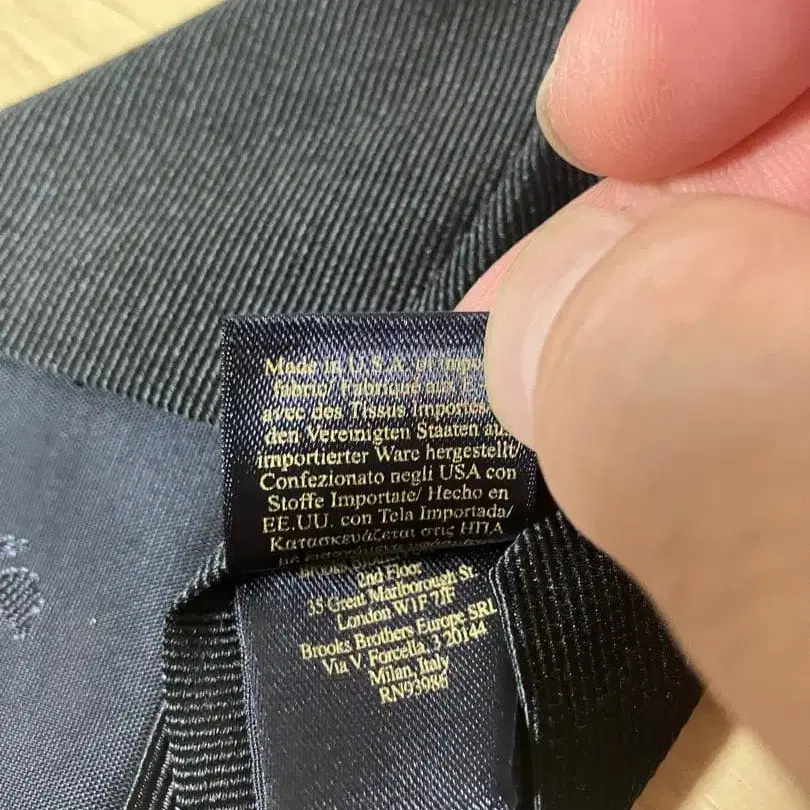 Made in U.S.A. of
fabric/ Fabriqué aux
avec des Tissus
den Vereinigten Staaten
importierter Ware hergestellt/
Confezionato negli USA con
Stoffe Importate/ Hecho en
EE.UU. con Tela Importada/
Κατασκευάζεται στις ΗΠΑ
2nd Floor
35 Great Marlborough St.
London W1F 7JF
Brooks Brothers Europe SRL
Via V. Forcella, 3 20144
Milan, Italy
RN93986